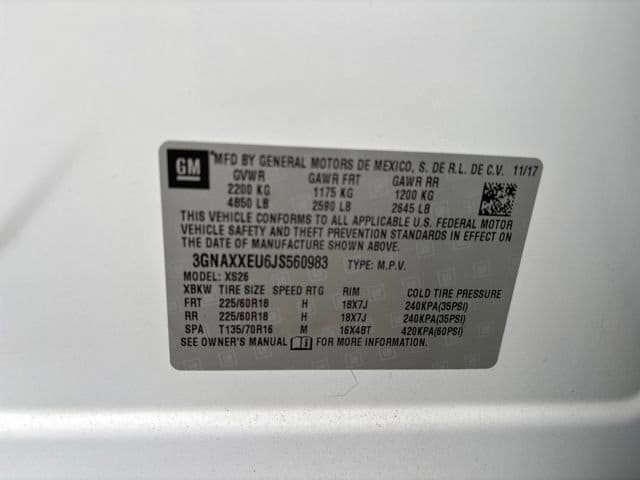 GM *MFD BY GENERAL MOTORS DE MEXICO, S. DE R.L. DE C.V. 11/17
GVWR GAWR FRT GAWR RR
2200 KG 1175 KG 1200 KG
4850 LB 2590 LB 2645 LB
THIS VEHICLE CONFORMS TO ALL APPLICABLE U.S. FEDERAL MOTOR
VEHICLE SAFETY AND THEFT PREVENTION STANDARDS IN EFFECT ON
THE DATE OF MANUFACTURE SHOWN ABOVE.
3GNAXXEU6JS560983 TYPE: M.P.V.
MODEL: XS26
XBKW TIRE SIZE SPEED RTG RIM COLD TIRE PRESSURE
FRT 225/60R18 H 18X7J 240KPA(35PSI)
RR 225/60R18 H 18X7J 240KPA(35PSI)
SPA T135/70R16 M 16X4BT 420KPA(60PSI)
SEE OWNER'S MANUAL FOR MORE INFORMATION.